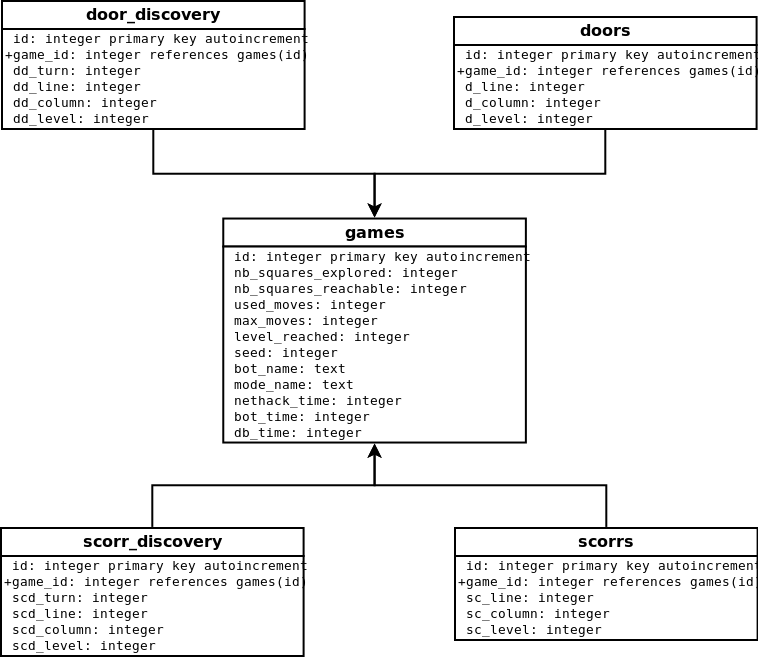 door_discovery
id: integer primary key autoincrement
+game_id: integer references games(id)
dd_turn: integer
dd_line: integer
dd_column: integer
dd_level: integer
doors
id: integer primary key autoincrement
+game_id: integer references games(id)
d_line: integer
d_column: integer
d_level: integer
games
id: integer primary key autoincrement
nb_squares_explored: integer
nb_squares_reachable: integer
used_moves: integer
max_moves: integer
level_reached: integer
seed: integer
bot_name: text
mode_name: text
nethack_time: integer
bot_time: integer
db_time: integer
scorr_discovery
id: integer primary key autoincrement
+game_id: integer references games(id)
scd_turn: integer
scd_line: integer
scd_column: integer
scd_level: integer
scorrs
id: integer primary key autoincrement
+game_id: integer references games(id)
sc_line: integer
sc_column: integer
sc_level: integer